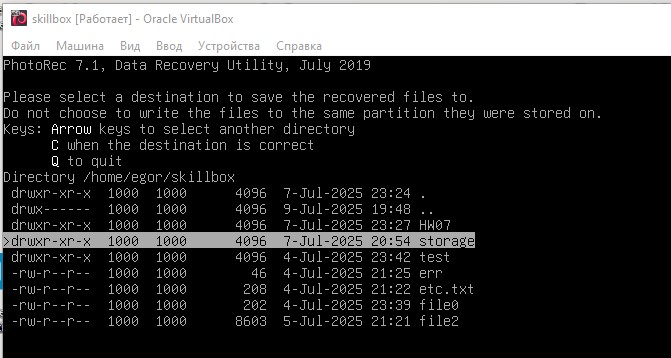 skillbox [Работает] - Oracle VirtualBox
Файл Машина Вид Ввод Устройства Справка
PhotoRec 7.1, Data Recovery Utility, July 2019
Please select a destination to save the recovered files to.
Do not choose to write the files to the same partition they were stored on.
Keys: Arrow keys to select another directory
C when the destination is correct
Q to quit
Directory /home/egor/skillbox
drwxr-xr-x 1000 1000 4096 7-Jul-2025 23:24 .
drwx------ 1000 1000 4096 9-Jul-2025 19:48 ..
drwxr-xr-x 1000 1000 4096 7-Jul-2025 23:27 HW07
>drwxr-xr-x 1000 1000 4096 7-Jul-2025 20:54 storage
drwxr-xr-x 1000 1000 4096 4-Jul-2025 23:42 test
-rw-r--r-- 1000 1000 46 4-Jul-2025 21:25 err
-rw-r--r-- 1000 1000 208 4-Jul-2025 21:22 etc.txt
-rw-r--r-- 1000 1000 202 4-Jul-2025 23:39 file0
-rw-r--r-- 1000 1000 8603 5-Jul-2025 21:21 file2